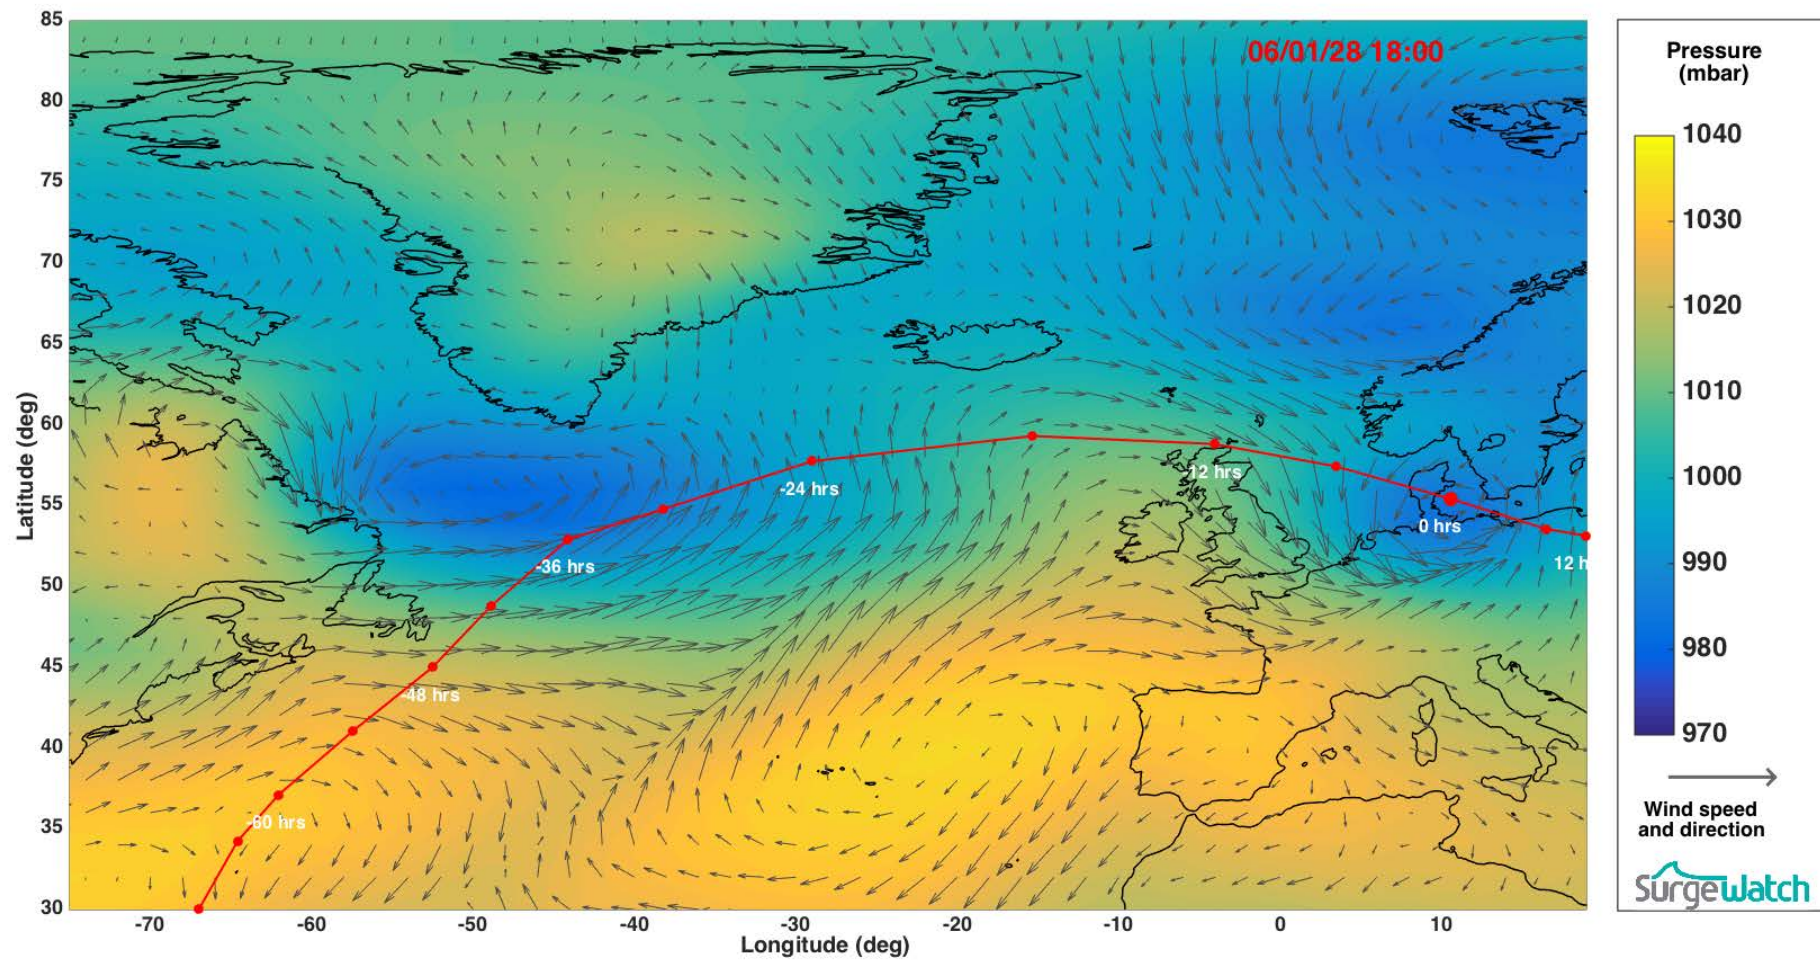 85
80
75
70
65
60
55
50
45
40
35
30
Latitude (deg)
06/01/28 18:00
-12 hrs
-24 hrs
0 hrs
-36 hrs
12 h
-48 hrs
-60 hrs
-70
-60
-50
-40
-30
-20
-10
0
10
Longitude (deg)
Pressure
(mbar)
1040
1030
1020
1010
1000
990
980
970
Wind speed
and direction
SurgeWatch